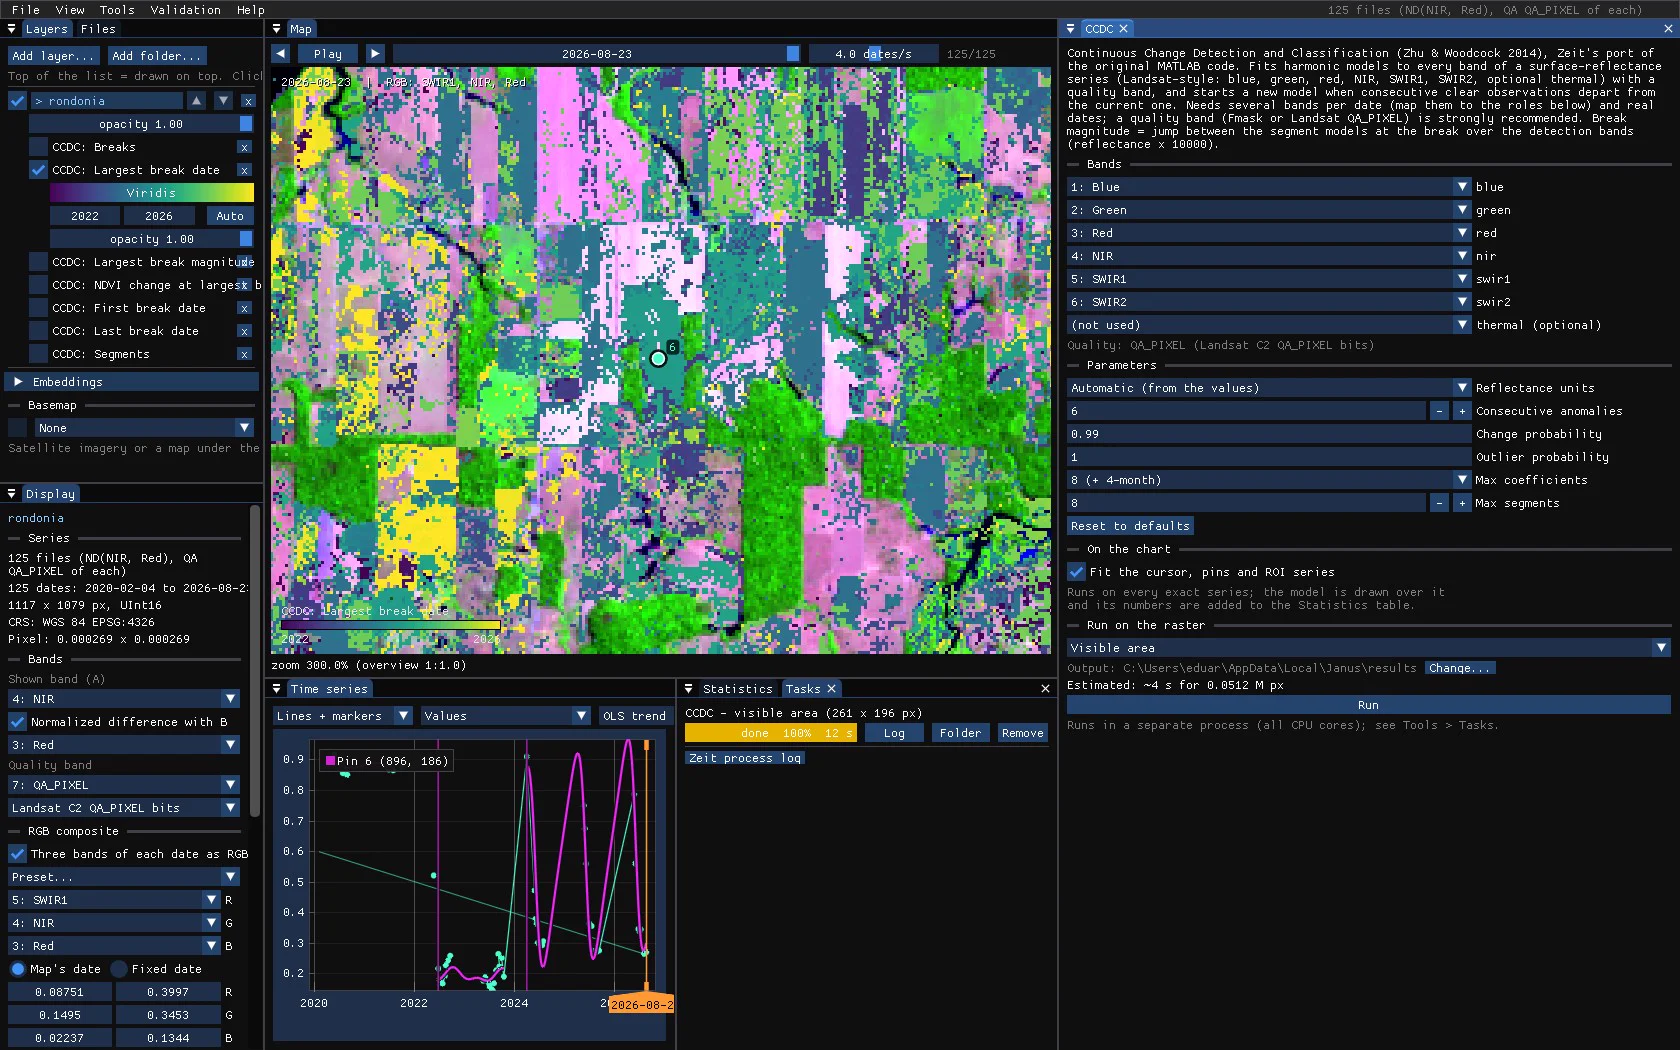 File View Tools Validation Help
125 files (ND(NIR, Red), QA QA_PIXEL of each)
Layers Files
Add layer... Add folder...
Top of the list = drawn on top. Clic
> rondonia x
opacity 1.00
CCDC: Breaks x
CCDC: Largest break date x
Viridis
2022 2026 Auto
opacity 1.00
CCDC: Largest break magnitude
CCDC: NDVI change at largest b
CCDC: First break date x
CCDC: Last break date x
CCDC: Segments x
Embeddings
Basemap
None
Satellite imagery or a map under the
Display
rondonia
Series
125 files (ND(NIR, Red), QA
QA_PIXEL of each)
125 dates: 2020-02-04 to 2026-08-2
1117 x 1079 px, UInt16
CRS: WGS 84 EPSG:4326
Pixel: 0.000269 x 0.000269
Bands
Shown band (A)
4: NIR
Normalized difference with B
3: Red
Quality band
7: QA_PIXEL
Landsat C2 QA_PIXEL bits
RGB composite
Three bands of each date as RGB
Preset...
5: SWIR1 R
4: NIR G
3: Red B
Map's date Fixed date
0.08751 0.3997 R
0.1495 0.3453 G
0.02237 0.1344 B
Map
Play 2026-08-23 4.0 dates/s 125/125
2026-08-23 | RGB: SWIR1, NIR, Red
6
CCDC: Largest break date
2022 2026
zoom 300.0% (overview 1:1.0)
Time series
Lines + markers Values OLS trend
Pin 6 (896, 186)
0.9
0.8
0.7
0.6
0.5
0.4
0.3
0.2
2020 2022 2024 2026-08-2
Statistics Tasks
CCDC - visible area (261 x 196 px)
done 100% 12 s Log Folder Remove
Zeit process log
CCDC
Continuous Change Detection and Classification (Zhu & Woodcock 2014), Zeit's port of
the original MATLAB code. Fits harmonic models to every band of a surface-reflectance
series (Landsat-style: blue, green, red, NIR, SWIR1, SWIR2, optional thermal) with a
quality band, and starts a new model when consecutive clear observations depart from
the current one. Needs several bands per date (map them to the roles below) and real
dates; a quality band (Fmask or Landsat QA_PIXEL) is strongly recommended. Break
magnitude = jump between the segment models at the break over the detection bands
(reflectance x 10000).
Bands
1: Blue blue
2: Green green
3: Red red
4: NIR nir
5: SWIR1 swir1
6: SWIR2 swir2
(not used) thermal (optional)
Quality: QA_PIXEL (Landsat C2 QA_PIXEL bits)
Parameters
Automatic (from the values) Reflectance units
6 - + Consecutive anomalies
0.99 Change probability
1 Outlier probability
8 (+ 4-month) Max coefficients
8 - + Max segments
Reset to defaults
On the chart
Fit the cursor, pins and ROI series
Runs on every exact series; the model is drawn over it
and its numbers are added to the Statistics table.
Run on the raster
Visible area
Output: C:\Users\eduar\AppData\Local\Janus\results Change...
Estimated: ~4 s for 0.0512 M px
Run
Runs in a separate process (all CPU cores); see Tools > Tasks.